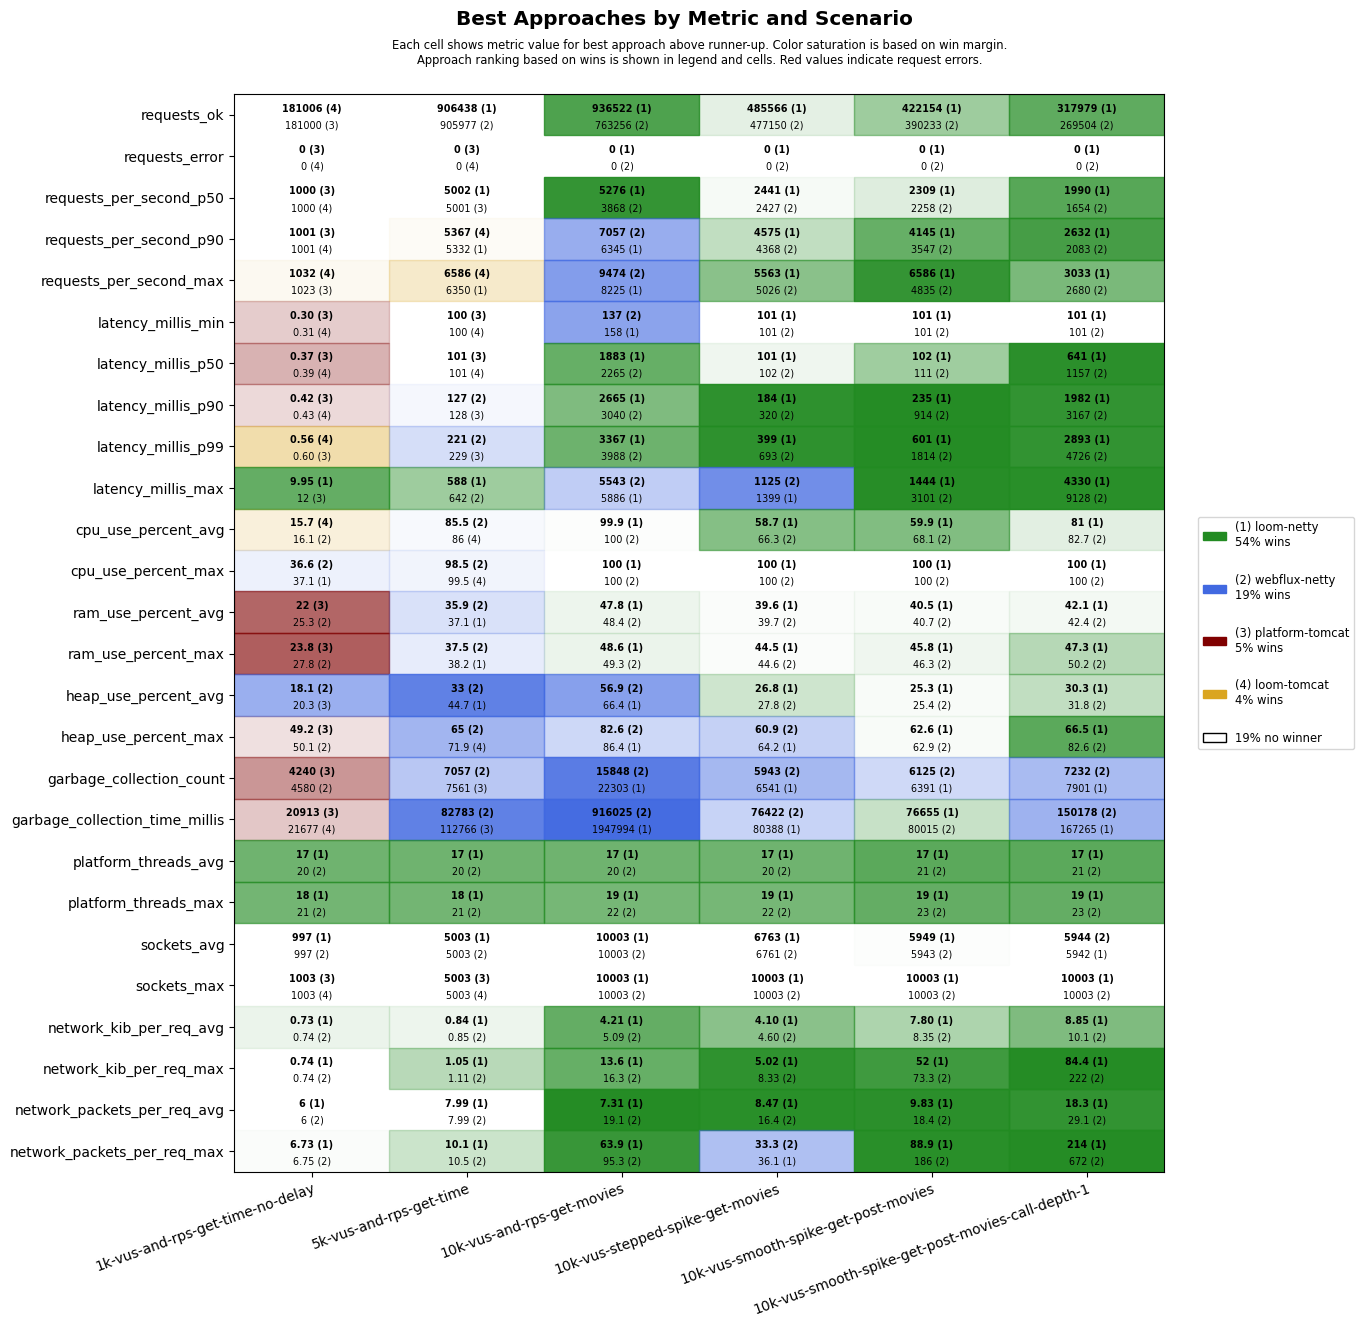 Best Approaches by Metric and Scenario
Each cell shows metric value for best approach above runner-up. Color saturation is based on win margin.
Approach ranking based on wins is shown in legend and cells. Red values indicate request errors.
requests_ok
181006 (4) 906438 (1) 936522 (1) 485566 (1) 422154 (1) 317979 (1)
181000 (3) 905977 (2) 763256 (2) 477150 (2) 390233 (2) 269504 (2)
requests_error
0 (3) 0 (3) 0 (1) 0 (1) 0 (1) 0 (1)
0 (4) 0 (4) 0 (2) 0 (2) 0 (2) 0 (2)
requests_per_second_p50
1000 (3) 5002 (1) 5276 (1) 2441 (1) 2309 (1) 1990 (1)
1000 (4) 5001 (3) 3868 (2) 2427 (2) 2258 (2) 1654 (2)
requests_per_second_p90
1001 (3) 5367 (4) 7057 (2) 4575 (1) 4145 (1) 2632 (1)
1001 (4) 5332 (1) 6345 (1) 4368 (2) 3547 (2) 2083 (2)
requests_per_second_max
1032 (4) 6586 (4) 9474 (2) 5563 (1) 6586 (1) 3033 (1)
1023 (3) 6350 (1) 8225 (1) 5026 (2) 4835 (2) 2680 (2)
latency_millis_min
0.30 (3) 100 (3) 137 (2) 101 (1) 101 (1) 101 (1)
0.31 (4) 100 (4) 158 (1) 101 (2) 101 (2) 101 (2)
latency_millis_p50
0.37 (3) 101 (3) 1883 (1) 101 (1) 102 (1) 641 (1)
0.39 (4) 101 (4) 2265 (2) 102 (2) 111 (2) 1157 (2)
latency_millis_p90
0.42 (3) 127 (2) 2665 (1) 184 (1) 235 (1) 1982 (1)
0.43 (4) 128 (3) 3040 (2) 320 (2) 914 (2) 3167 (2)
latency_millis_p99
0.56 (4) 221 (2) 3367 (1) 399 (1) 601 (1) 2893 (1)
0.60 (3) 229 (3) 3988 (2) 693 (2) 1814 (2) 4726 (2)
latency_millis_max
9.95 (1) 588 (1) 5543 (2) 1125 (2) 1444 (1) 4330 (1)
12 (3) 642 (2) 5886 (1) 1399 (1) 3101 (2) 9128 (2)
cpu_use_percent_avg
15.7 (4) 85.5 (2) 99.9 (1) 58.7 (1) 59.9 (1) 81 (1)
16.1 (2) 86 (4) 100 (2) 66.3 (2) 68.1 (2) 82.7 (2)
cpu_use_percent_max
36.6 (2) 98.5 (2) 100 (1) 100 (1) 100 (1) 100 (1)
37.1 (1) 99.5 (4) 100 (2) 100 (2) 100 (2) 100 (2)
ram_use_percent_avg
22 (3) 35.9 (2) 47.8 (1) 39.6 (1) 40.5 (1) 42.1 (1)
25.3 (2) 37.1 (1) 48.4 (2) 39.7 (2) 40.7 (2) 42.4 (2)
ram_use_percent_max
23.8 (3) 37.5 (2) 48.6 (1) 44.5 (1) 45.8 (1) 47.3 (1)
27.8 (2) 38.2 (1) 49.3 (2) 44.6 (2) 46.3 (2) 50.2 (2)
heap_use_percent_avg
18.1 (2) 33 (2) 56.9 (2) 26.8 (1) 25.3 (1) 30.3 (1)
20.3 (3) 44.7 (1) 66.4 (1) 27.8 (2) 25.4 (2) 31.8 (2)
heap_use_percent_max
49.2 (3) 65 (2) 82.6 (2) 60.9 (2) 62.6 (1) 66.5 (1)
50.1 (2) 71.9 (4) 86.4 (1) 64.2 (1) 62.9 (2) 82.6 (2)
garbage_collection_count
4240 (3) 7057 (2) 15848 (2) 5943 (2) 6125 (2) 7232 (2)
4580 (2) 7561 (3) 22303 (1) 6541 (1) 6391 (1) 7901 (1)
garbage_collection_time_millis
20913 (3) 82783 (2) 916025 (2) 76422 (2) 76655 (1) 150178 (2)
21677 (4) 112766 (3) 1947994 (1) 80388 (1) 80015 (2) 167265 (1)
platform_threads_avg
17 (1) 17 (1) 17 (1) 17 (1) 17 (1) 17 (1)
20 (2) 20 (2) 20 (2) 20 (2) 21 (2) 21 (2)
platform_threads_max
18 (1) 18 (1) 19 (1) 19 (1) 19 (1) 19 (1)
21 (2) 21 (2) 22 (2) 22 (2) 23 (2) 23 (2)
sockets_avg
997 (1) 5003 (1) 10003 (1) 6763 (1) 5949 (1) 5944 (2)
997 (2) 5003 (2) 10003 (2) 6761 (2) 5943 (2) 5942 (1)
sockets_max
1003 (3) 5003 (3) 10003 (1) 10003 (1) 10003 (1) 10003 (1)
1003 (4) 5003 (4) 10003 (2) 10003 (2) 10003 (2) 10003 (2)
network_kib_per_req_avg
0.73 (1) 0.84 (1) 4.21 (1) 4.10 (1) 7.80 (1) 8.85 (1)
0.74 (2) 0.85 (2) 5.09 (2) 4.60 (2) 8.35 (2) 10.1 (2)
network_kib_per_req_max
0.74 (1) 1.05 (1) 13.6 (1) 5.02 (1) 52 (1) 84.4 (1)
0.74 (2) 1.11 (2) 16.3 (2) 8.33 (2) 73.3 (2) 222 (2)
network_packets_per_req_avg
6 (1) 7.99 (1) 7.31 (1) 8.47 (1) 9.83 (1) 18.3 (1)
6 (2) 7.99 (2) 19.1 (2) 16.4 (2) 18.4 (2) 29.1 (2)
network_packets_per_req_max
6.73 (1) 10.1 (1) 63.9 (1) 33.3 (2) 88.9 (1) 214 (1)
6.75 (2) 10.5 (2) 95.3 (2) 36.1 (1) 186 (2) 672 (2)
1k-vus-and-rps-get-time-no-delay
5k-vus-and-rps-get-time
10k-vus-and-rps-get-movies
10k-vus-stepped-spike-get-movies
10k-vus-smooth-spike-get-post-movies
10k-vus-smooth-spike-get-post-movies-call-depth-1
(1) loom-netty
54% wins
(2) webflux-netty
19% wins
(3) platform-tomcat
5% wins
(4) loom-tomcat
4% wins
19% no winner